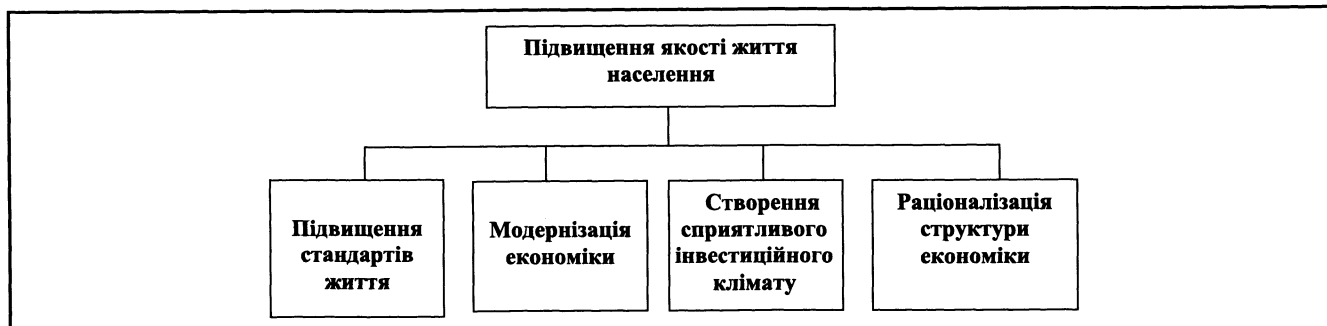 Підвищення якості життя
населення
Підвищення
стандартів
життя
Модернізація
економіки
Створення
сприятливого
інвестиційного
клімату
Раціоналізація
структури
економіки